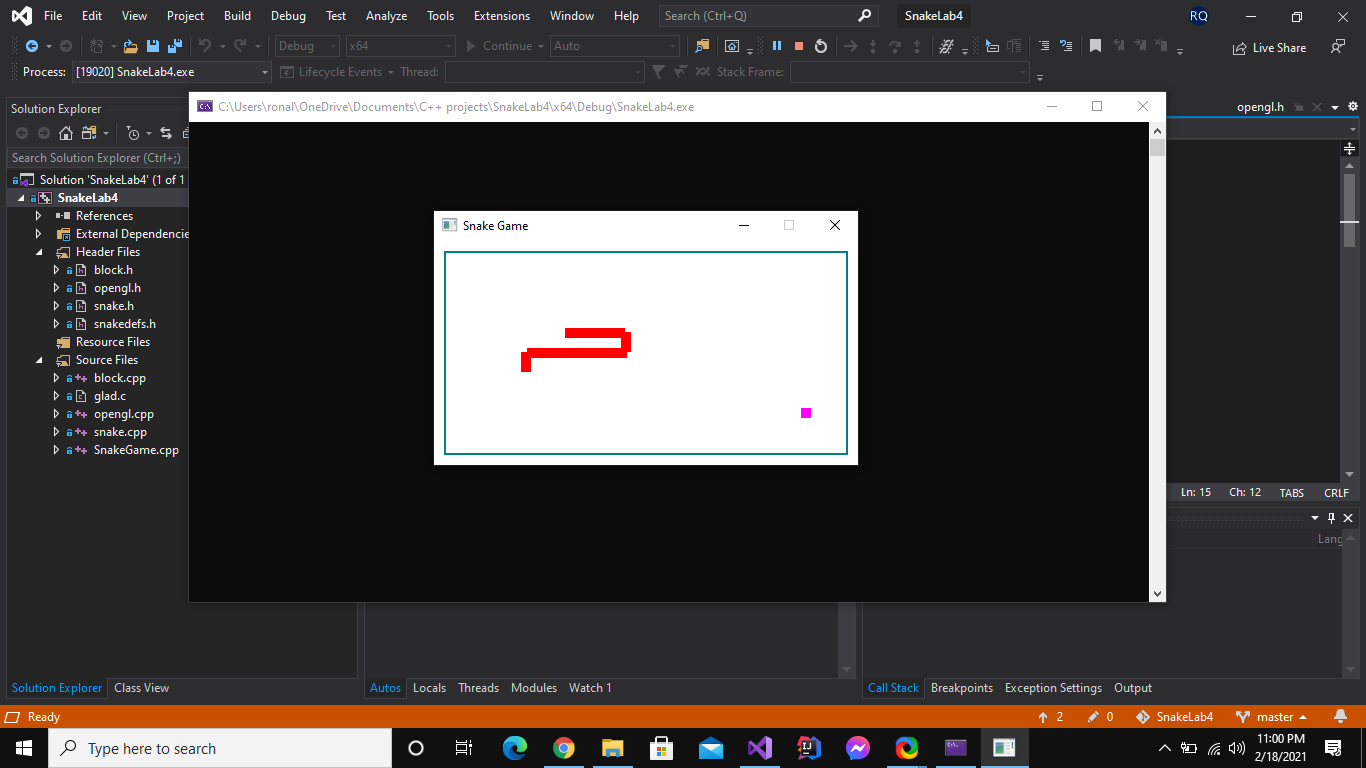 File Edit View Project Build Debug Test Analyze Tools Extensions Window Help Search (Ctrl+Q) SnakeLab4 RQ
Debug x64 Continue Auto Live Share
Process: [19020] SnakeLab4.exe Lifecycle Events Thread: Stack Frame:
Solution Explorer
C:\Users\ronal\OneDrive\Documents\C++ projects\SnakeLab4\x64\Debug\SnakeLab4.exe
opengl.h
Search Solution Explorer (Ctrl+;)
Solution 'SnakeLab4' (1 of 1
SnakeLab4
References
External Dependencie
Header Files
block.h
opengl.h
snake.h
snakedefs.h
Resource Files
Source Files
block.cpp
glad.c
opengl.cpp
snake.cpp
SnakeGame.cpp
Snake Game
Ln: 15 Ch: 12 TABS CRLF
Lang
Solution Explorer Class View
Autos Locals Threads Modules Watch 1
Call Stack Breakpoints Exception Settings Output
Ready 2 0 SnakeLab4 master
Type here to search
11:00 PM
2/18/2021